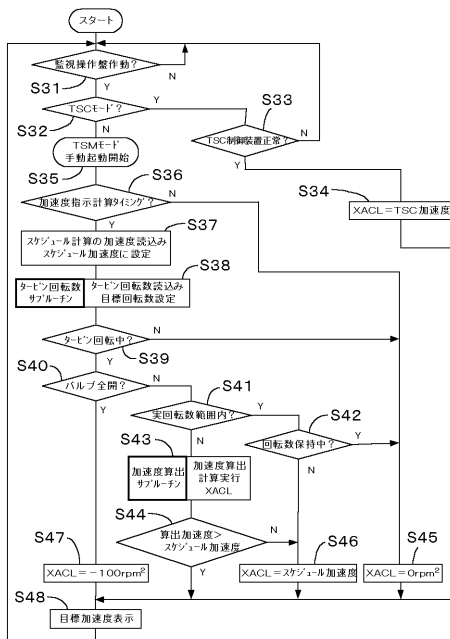 スタート
監視操作盤作動？
N
S31
Y
TSCモード？
Y
S32
N
S33
TSC制御装置正常？
N
Y
TSMモード
手動起動開始
S35
S36
S34
XACL＝TSC加速度
加速度指示計算タイミング？
N
Y
S37
スケジュール計算の加速度読込み
スケジュール加速度に設定
S38
タービン回転数
サブルーチン
タービン回転数読込み
目標回転数設定
タービン回転中？
N
S39
Y
S40
バルブ全開？
N
Y
S41
実回転数範囲内？
Y
N
S42
回転数保持中？
Y
N
S43
加速度算出
サブルーチン
加速度算出
計算実行
XACL
S44
算出加速度＞
スケジュール加速度
N
Y
S47
XACL＝－100rpm²
S46
XACL＝スケジュール加速度
S45
XACL＝0rpm²
S48
目標加速度表示